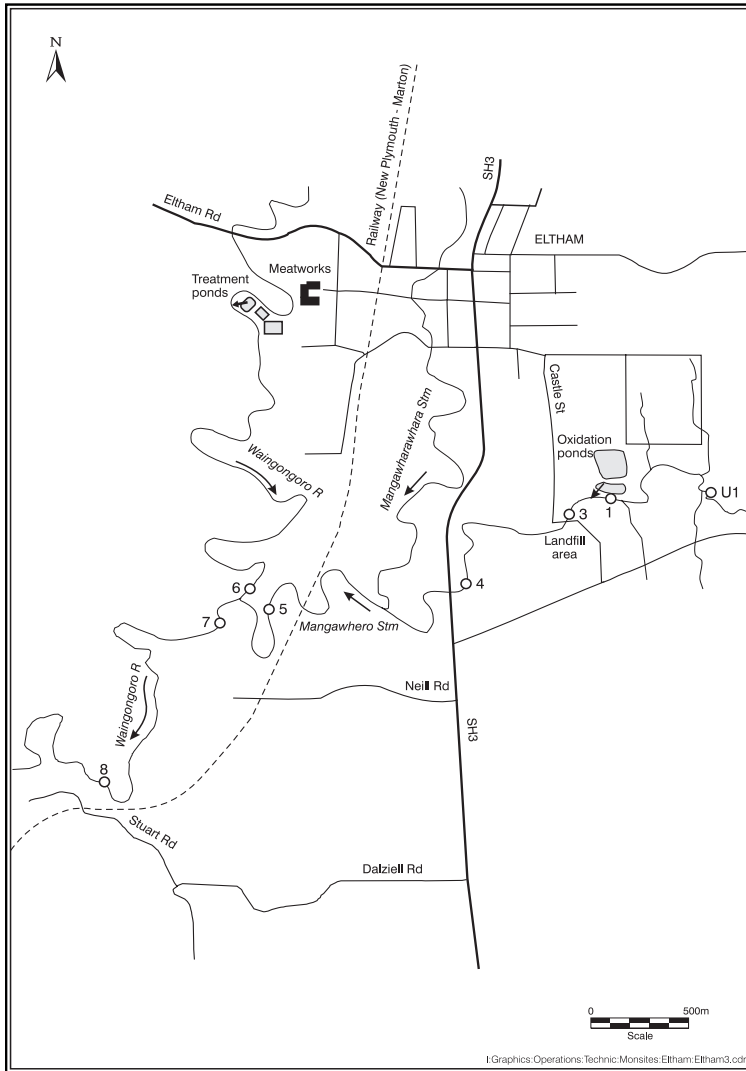 N
Railway (New Plymouth - Marton)
SH3
Eltham Rd
ELTHAM
Treatment
ponds
Meatworks
Castle St
Mangawharawhara Stm
Waingongoro R
Oxidation
ponds
U1
1
3
Landfill
area
4
6
5
7
Mangawhero Stm
Waingongoro R
Neill Rd
SH3
8
Stuart Rd
Dalziell Rd
0
500m
Scale
I:Graphics:Operations:Technic:Monsites:Eltham:Eltham3.cdr